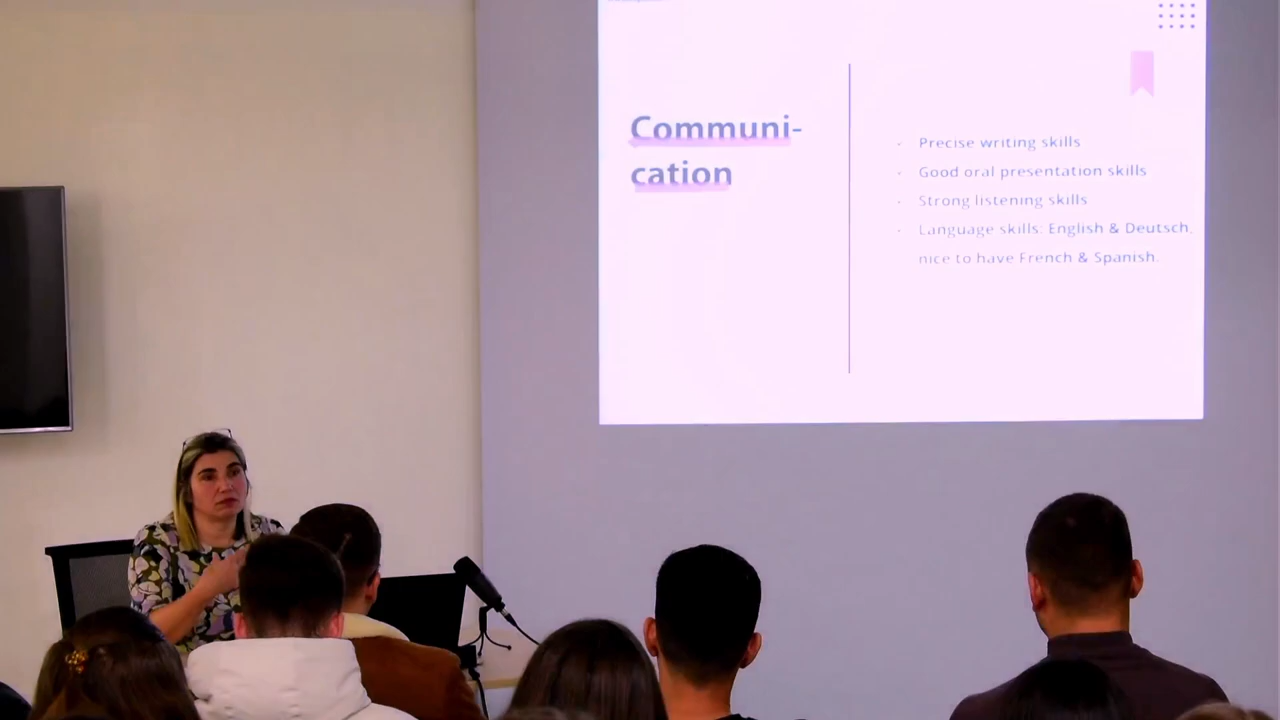 Communi-
cation
- Precise writing skills
- Good oral presentation skills
- Strong listening skills
- Language skills: English & Deutsch,
nice to have French & Spanish.